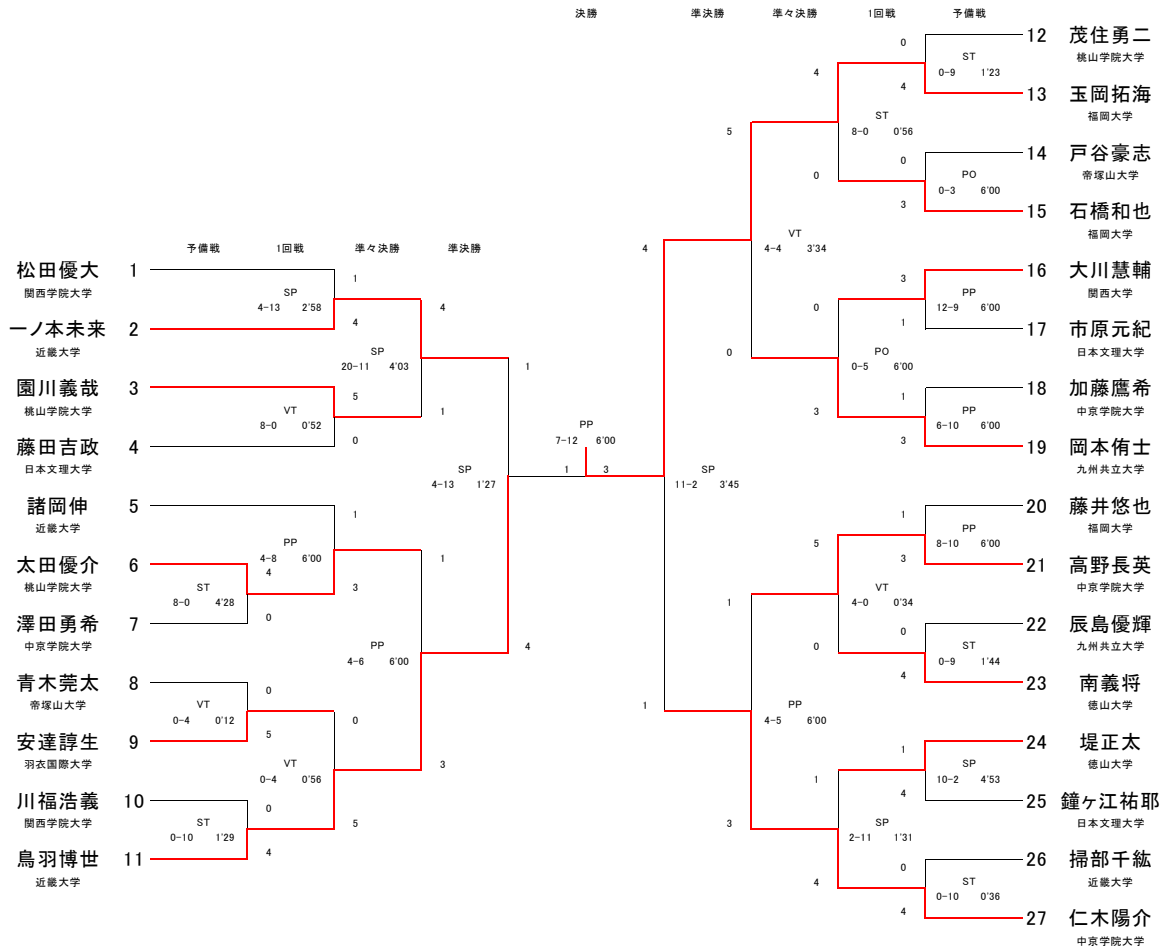 決勝 準決勝 準々決勝 1回戦 予備戦
予備戦 1回戦 準々決勝 準決勝
松田優大 1
関西学院大学
1
SP
4-13 2'58
4
一ノ本未来 2
近畿大学
4
SP
20-11 4'03
1
園川義哉 3
桃山学院大学
5
VT
8-0 0'52
0
藤田吉政 4
日本文理大学
1
1
SP
4-13 1'27
4
諸岡伸 5
近畿大学
1
PP
4-8 6'00
3
太田優介 6
桃山学院大学
4
ST
8-0 4'28
0
澤田勇希 7
中京学院大学
1
PP
4-6 6'00
3
青木莞太 8
帝塚山大学
0
VT
0-4 0'12
5
安達諄生 9
羽衣国際大学
0
VT
0-4 0'56
5
川福浩義 10
関西学院大学
0
ST
0-10 1'29
4
鳥羽博世 11
近畿大学
PP
7-12 6'00
1 3
12 茂住勇二
桃山学院大学
0
ST
0-9 1'23
4
13 玉岡拓海
福岡大学
4
ST
8-0 0'56
0
14 戸谷豪志
帝塚山大学
0
PO
0-3 6'00
3
15 石橋和也
福岡大学
5
VT
4-4 3'34
0
16 大川慧輔
関西大学
3
PP
12-9 6'00
1
17 市原元紀
日本文理大学
0
PO
0-5 6'00
3
18 加藤鷹希
中京学院大学
1
PP
6-10 6'00
3
19 岡本侑士
九州共立大学
4
SP
11-2 3'45
1
20 藤井悠也
福岡大学
1
PP
8-10 6'00
3
21 高野長英
中京学院大学
5
VT
4-0 0'34
0
22 辰島優輝
九州共立大学
0
ST
0-9 1'44
4
23 南義将
徳山大学
1
PP
4-5 6'00
3
24 堤正太
徳山大学
1
SP
10-2 4'53
4
25 鐘ヶ江祐耶
日本文理大学
1
SP
2-11 1'31
4
26 掃部千紘
近畿大学
0
ST
0-10 0'36
4
27 仁木陽介
中京学院大学